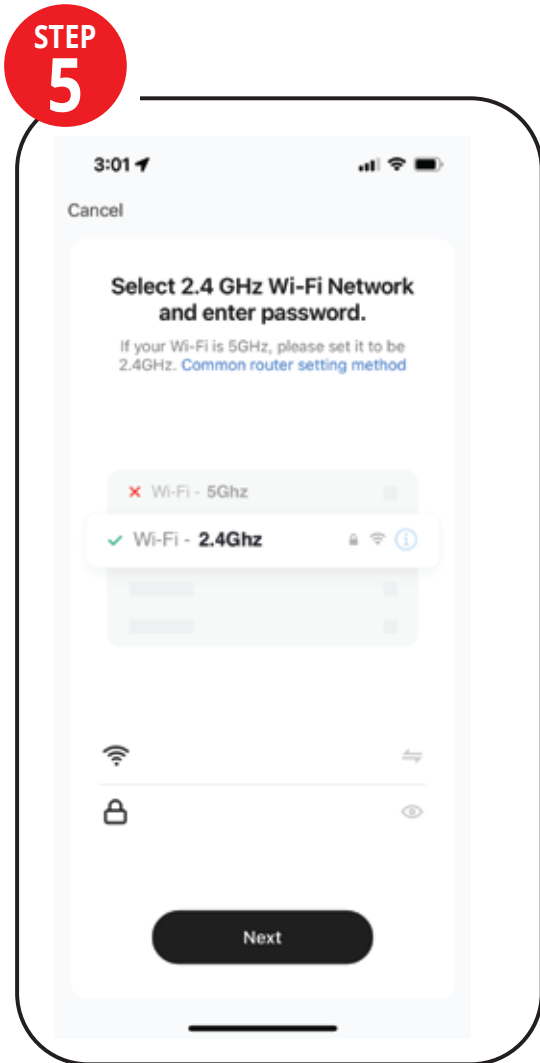 STEP
5
3:01
Cancel
Select 2.4 GHz Wi-Fi Network
and enter password.
If your Wi-Fi is 5GHz, please set it to be
2.4GHz. Common router setting method
Wi-Fi - 5Ghz
Wi-Fi - 2.4Ghz
Next